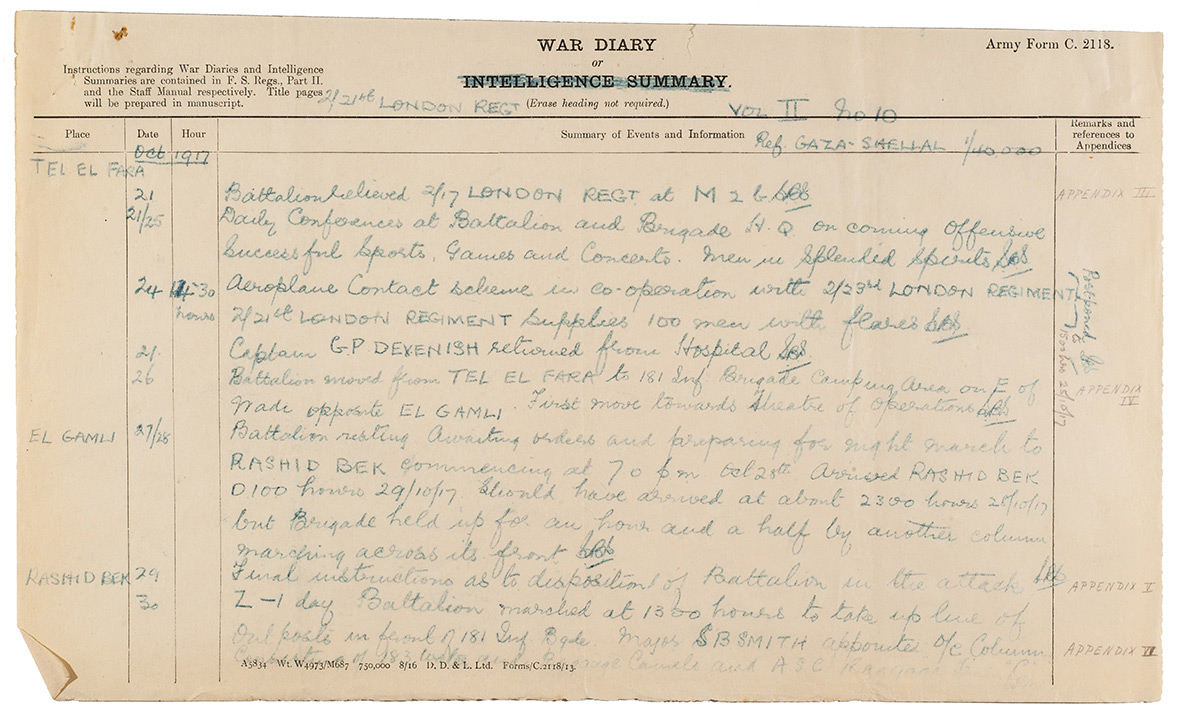 WAR DIARY
or
INTELLIGENCE SUMMARY.
(Erase heading not required.)
Army Form C. 2118.
Instructions regarding War Diaries and Intelligence
Summaries are contained in F. S. Regs., Part II.
and the Staff Manual respectively. Title pages
will be prepared in manuscript.
2/21st LONDON REGT
VOL II No 10
Place Date Hour Summary of Events and Information Remarks and
references to
Appendices
Oct 1917 Ref. GAZA-SHELLAL 1/40,000
TEL EL FARA
21 Battalion relieved 2/17 LONDON REGT at M 2 b. APPENDIX III
21/25 Daily Conferences at Battalion and Brigade H.Q. on coming Offensive
Successful Sports, Games and Concerts. Men in Splendid Spirits
24 Aeroplane Contact scheme in co-operation with 2/23rd LONDON REGIMENT
hours 2/21st LONDON REGIMENT Supplies 100 men with flares
Postponed to 25/10/17
21. Captain G.P DEVENISH returned from Hospital
26 Battalion moved from TEL EL FARA to 181 Inf Brigade Camping Area on E of APPENDIX IV
Wadi opposite EL GAMLI. First move towards Theatre of Operations
EL GAMLI 27/28 Battalion resting Awaiting orders and preparing for night march to
RASHID BEK commencing at 7 0 pm Oct 28th Arrived RASHID BEK
0100 hours 29/10/17. Should have arrived at about 2300 hours 28/10/17
but Brigade held up for an hour and a half by another column
marching across its front
RASHID BEK 29 Final instructions as to disposition of Battalion in the attack APPENDIX V
30 Z-1 day Battalion marched at 1300 hours to take up line of
Outposts in front of 181 Inf Bgde. Major S B SMITH appointed O/C Column APPENDIX VI
Camels and A.S.C.
A5834 Wt. W4973/M687 750,000 8/16 D. D. & L. Ltd. Forms/C.2118/13.